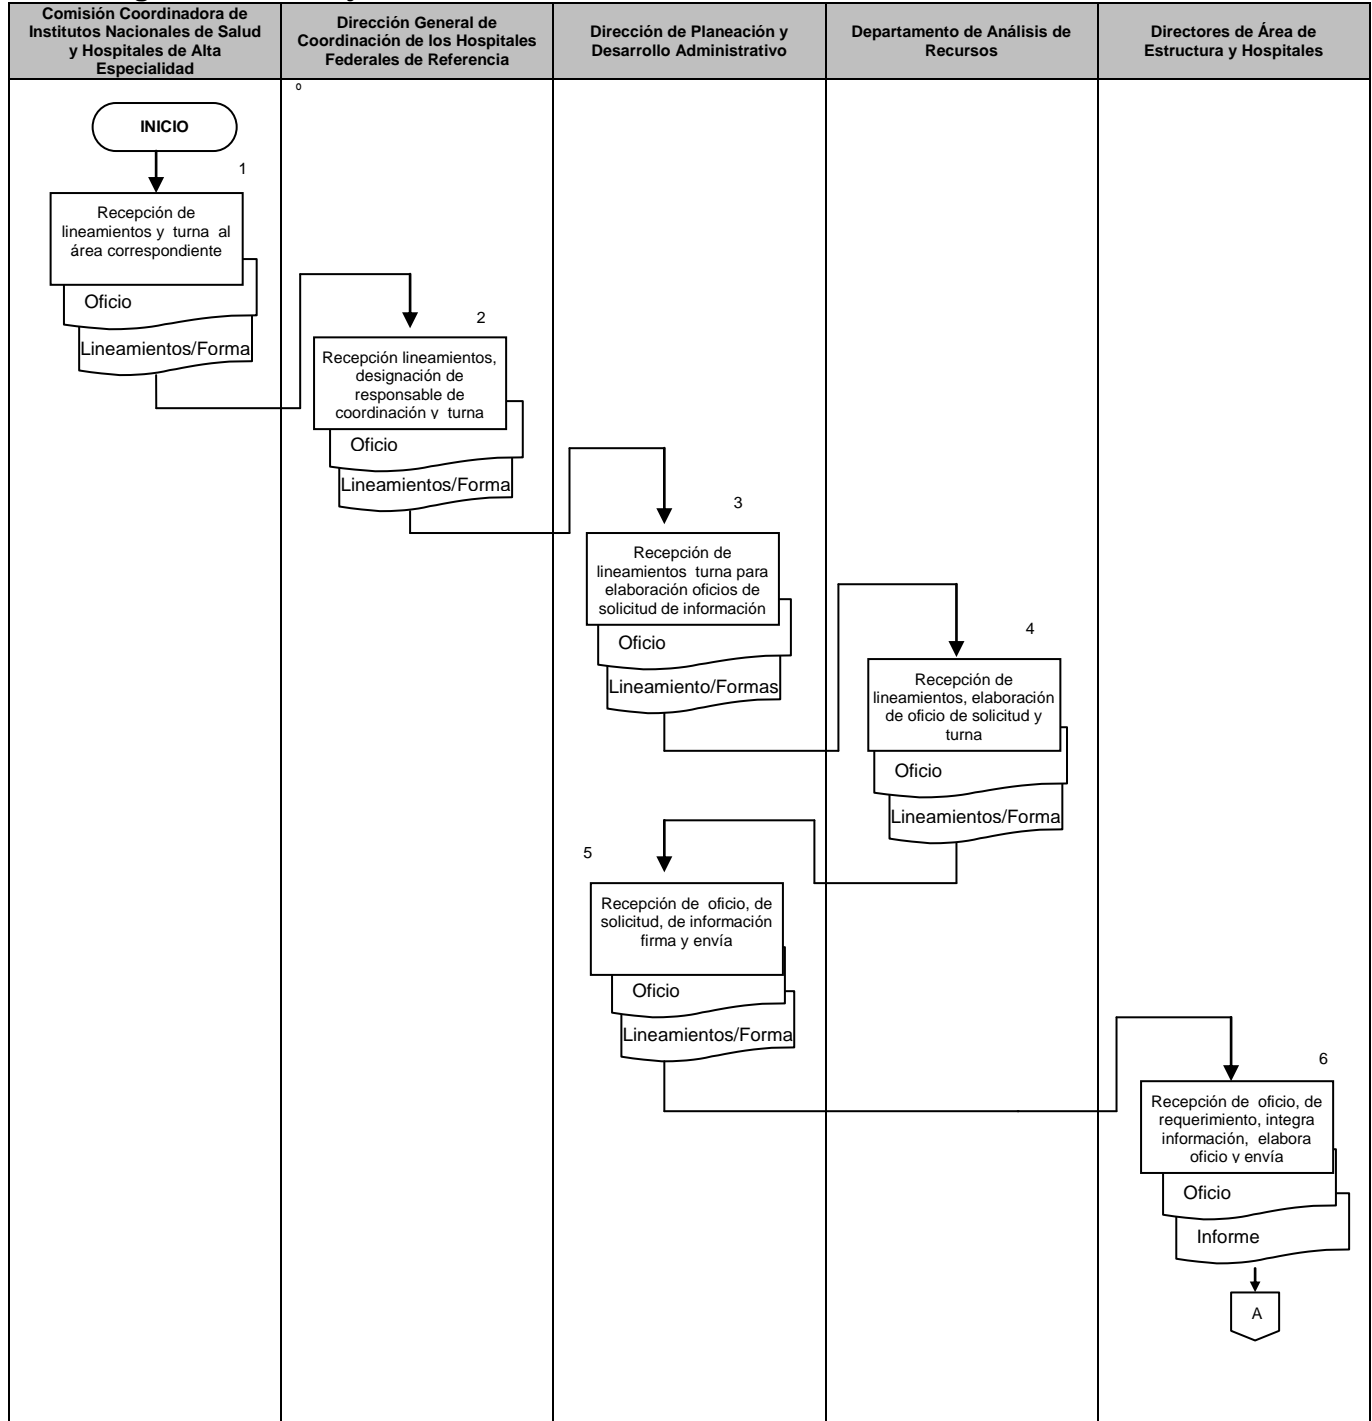 Comisión Coordinadora de
Institutos Nacionales de Salud
y Hospitales de Alta
Especialidad
Dirección General de
Coordinación de los Hospitales
Federales de Referencia
Dirección de Planeación y
Desarrollo Administrativo
Departamento de Análisis de
Recursos
Directores de Área de
Estructura y Hospitales
o
INICIO
1
Recepción de
lineamientos y turna al
área correspondiente
Oficio
Lineamientos/Forma
2
Recepción lineamientos,
designación de
responsable de
coordinación y turna
Oficio
Lineamientos/Forma
3
Recepción de
lineamientos turna para
elaboración oficios de
solicitud de información
Oficio
Lineamiento/Formas
4
Recepción de
lineamientos, elaboración
de oficio de solicitud y
turna
Oficio
Lineamientos/Forma
5
Recepción de oficio, de
solicitud, de información
firma y envía
Oficio
Lineamientos/Forma
6
Recepción de oficio, de
requerimiento, integra
información, elabora
oficio y envía
Oficio
Informe
A